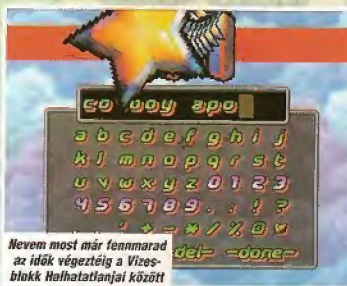 co voy apo
a b c d e f g h i j
k l m n o p q r s t
u v w x y z 0 1 2 3
4 5 6 7 8 9 . : ! ?
' + - * / % @ ♥
del← =done=
Nevem most már fennmarad
az idők végeztéig a Vizes-
blokk Halhatatlanjai között